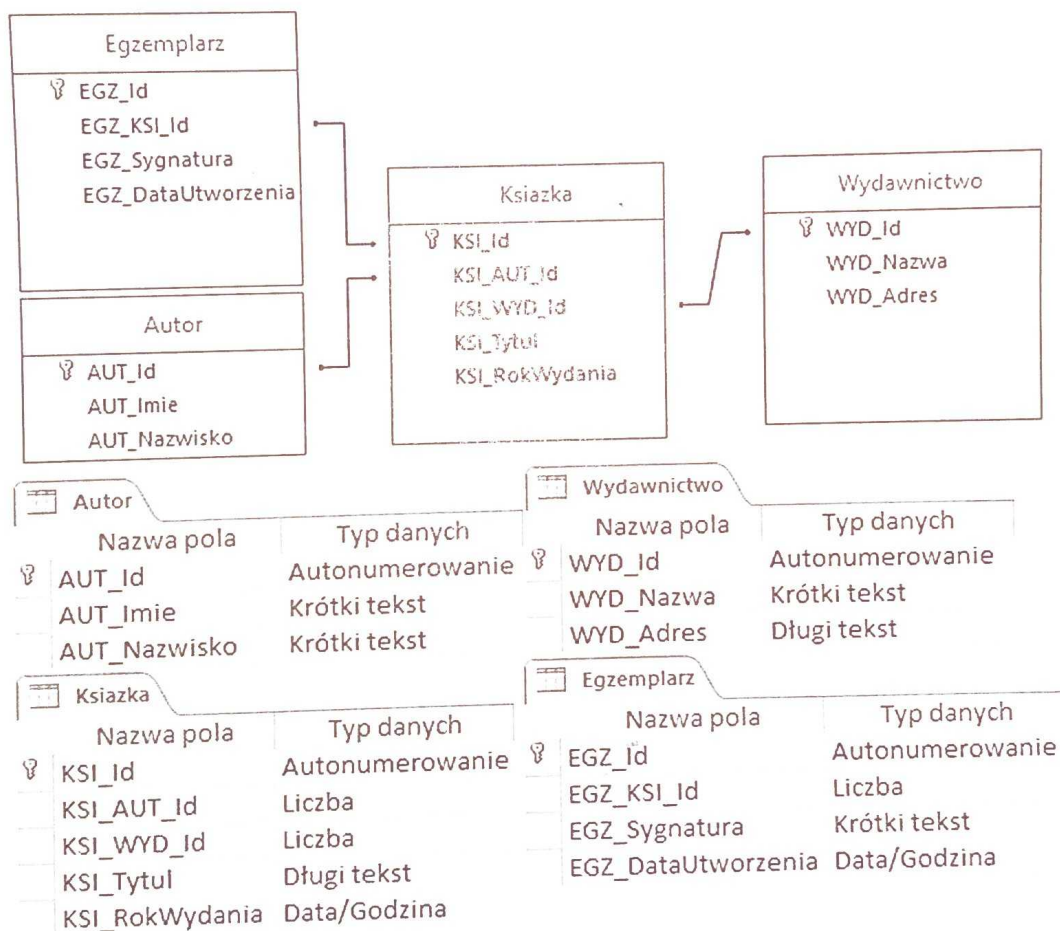 Egzemplarz
EGZ_Id
EGZ_KSI_Id
EGZ_Sygnatura
EGZ_DataUtworzenia
Autor
AUT_Id
AUT_Imie
AUT_Nazwisko
Ksiazka
KSI_Id
KSI_AUT_Id
KSI_WYD_Id
KSI_Tytul
KSI_RokWydania
Wydawnictwo
WYD_Id
WYD_Nazwa
WYD_Adres
Autor
Nazwa pola Typ danych
AUT_Id Autonumerowanie
AUT_Imie Krótki tekst
AUT_Nazwisko Krótki tekst
Wydawnictwo
Nazwa pola Typ danych
WYD_Id Autonumerowanie
WYD_Nazwa Krótki tekst
WYD_Adres Długi tekst
Ksiazka
Nazwa pola Typ danych
KSI_Id Autonumerowanie
KSI_AUT_Id Liczba
KSI_WYD_Id Liczba
KSI_Tytul Długi tekst
KSI_RokWydania Data/Godzina
Egzemplarz
Nazwa pola Typ danych
EGZ_Id Autonumerowanie
EGZ_KSI_Id Liczba
EGZ_Sygnatura Krótki tekst
EGZ_DataUtworzenia Data/Godzina